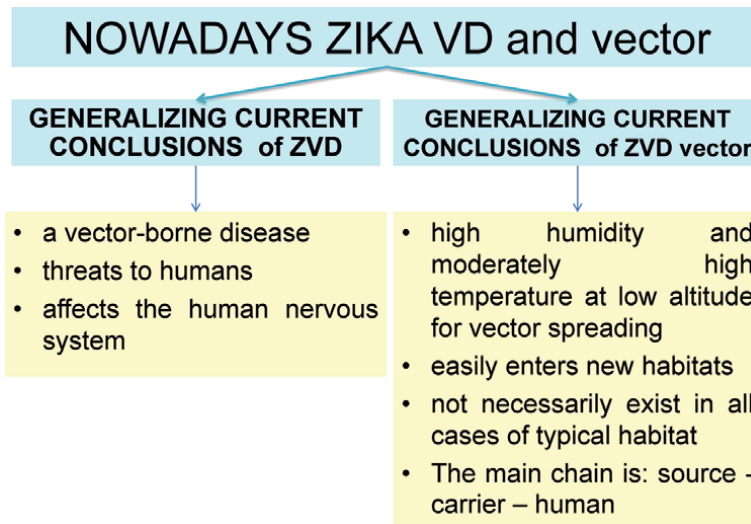 NOWADAYS ZIKA VD and vector
GENERALIZING CURRENT
CONCLUSIONS of ZVD
• a vector-borne disease
• threats to humans
• affects the human nervous
system
GENERALIZING CURRENT
CONCLUSIONS of ZVD vector
• high humidity and
moderately high
temperature at low altitude
for vector spreading
• easily enters new habitats
• not necessarily exist in all
cases of typical habitat
• The main chain is: source -
carrier – human